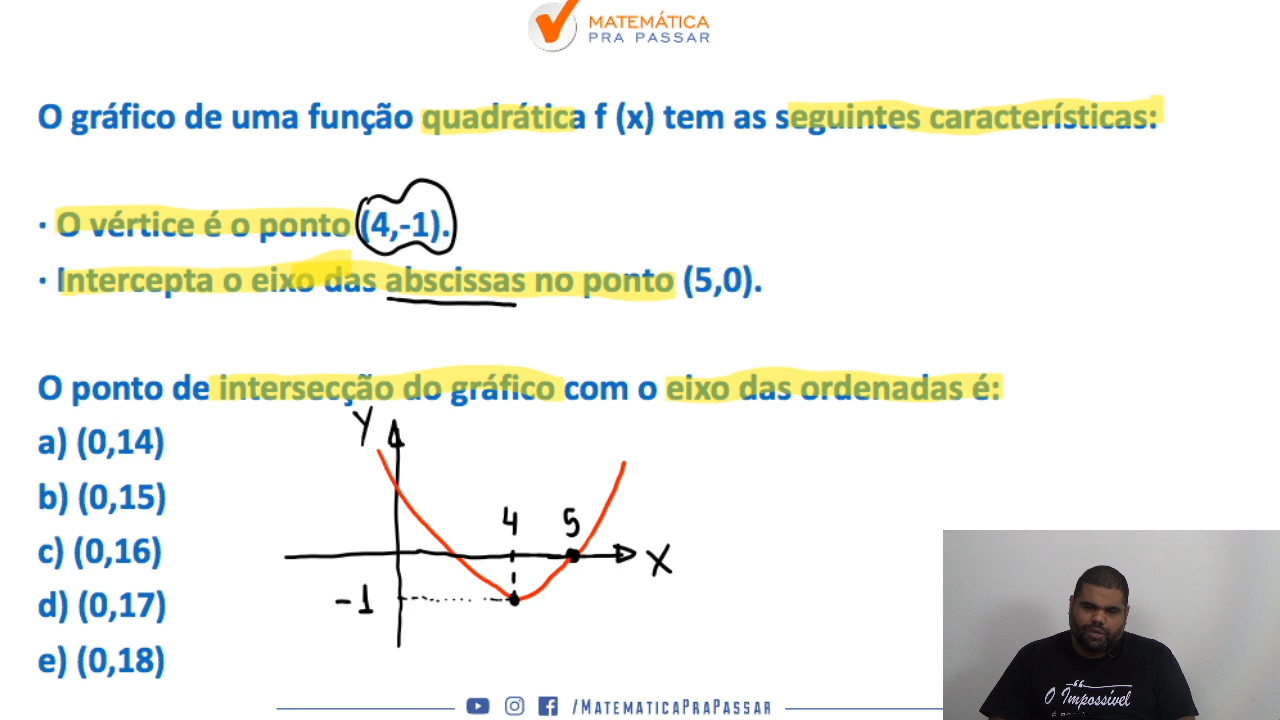 MATEMÁTICA
PRA PASSAR
O gráfico de uma função quadrática f (x) tem as seguintes características:
· O vértice é o ponto (4,-1).
· Intercepta o eixo das abscissas no ponto (5,0).
O ponto de intersecção do gráfico com o eixo das ordenadas é:
a) (0,14)
b) (0,15)
c) (0,16)
d) (0,17)
e) (0,18)
Y
4 5
X
-1
O Impossível
/MATEMATICAPRAPASSAR